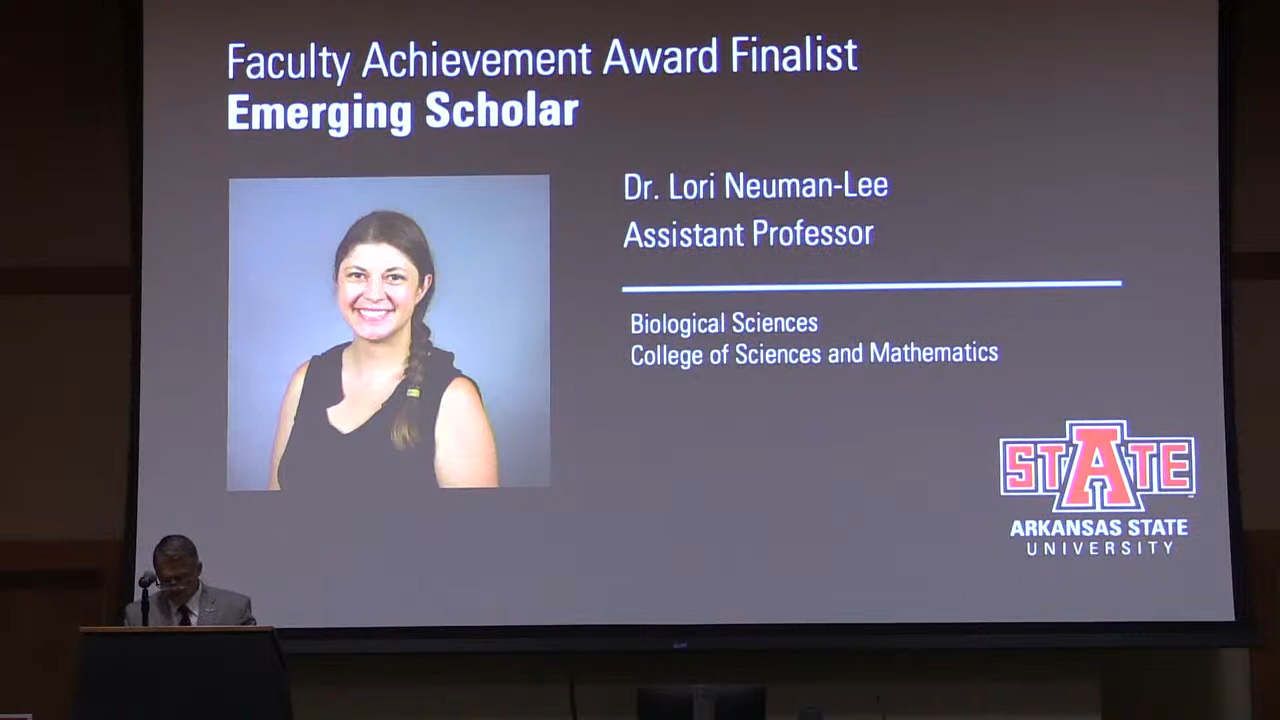 Faculty Achievement Award Finalist
Emerging Scholar
Dr. Lori Neuman-Lee
Assistant Professor
Biological Sciences
College of Sciences and Mathematics
STATE
ARKANSAS STATE
UNIVERSITY